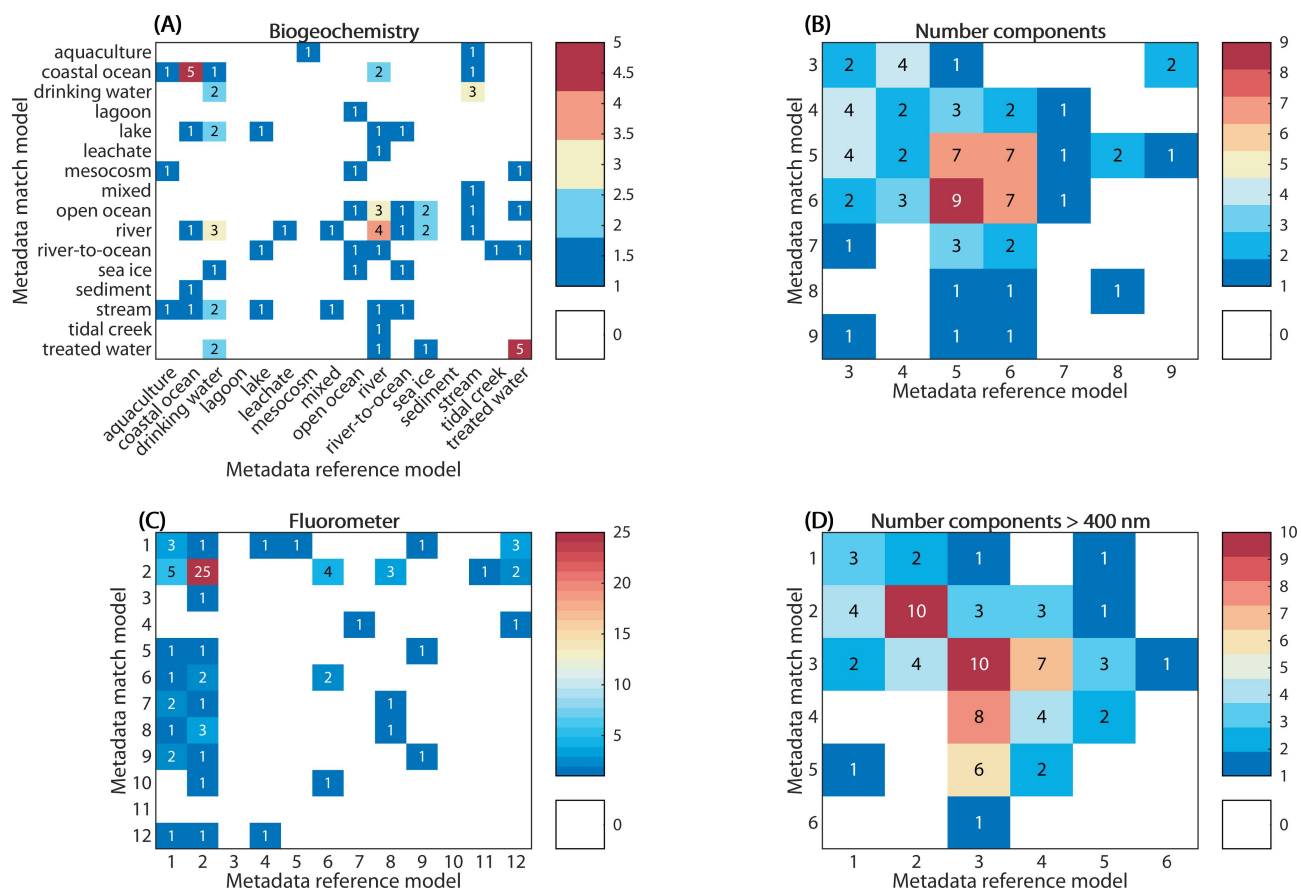 (A)
Biogeochemistry
Metadata match model
aquaculture 1 1
coastal ocean 1 5 1 2 1
drinking water 2 3
lagoon 1
lake 1 2 1 1 1
leachate 1
mesocosm 1 1 1
mixed 1
open ocean 1 3 1 2 1 1
river 1 3 1 1 4 1 2 1
river-to-ocean 1 1 1 1 1
sea ice 1 1 1
sediment 1
stream 1 1 2 1 1 1 1
tidal creek 1
treated water 2 1 1 5
aquaculture
coastal ocean
drinking water
lagoon
lake
leachate
mesocosm
mixed
open ocean
river
river-to-ocean
sea ice
sediment
stream
tidal creek
treated water
Metadata reference model
5
4.5
4
3.5
3
2.5
2
1.5
1
0
(B)
Number components
Metadata match model
3 2 4 1 2
4 4 2 3 2 1
5 4 2 7 7 1 2 1
6 2 3 9 7 1
7 1 3 2
8 1 1 1
9 1 1 1
3 4 5 6 7 8 9
Metadata reference model
9
8
7
6
5
4
3
2
1
0
(C)
Fluorometer
Metadata match model
1 3 1 1 1 1 3
2 5 25 4 3 1 2
3 1
4 1 1
5 1 1 1
6 1 2 2
7 2 1 1
8 1 3 1
9 2 1 1
10 1 1
11
12 1 1 1
1 2 3 4 5 6 7 8 9 10 11 12
Metadata reference model
25
20
15
10
5
0
(D)
Number components > 400 nm
Metadata match model
1 3 2 1 1
2 4 10 3 3 1
3 2 4 10 7 3 1
4 8 4 2
5 1 6 2
6 1
1 2 3 4 5 6
Metadata reference model
10
9
8
6
5
4
3
2
1
0